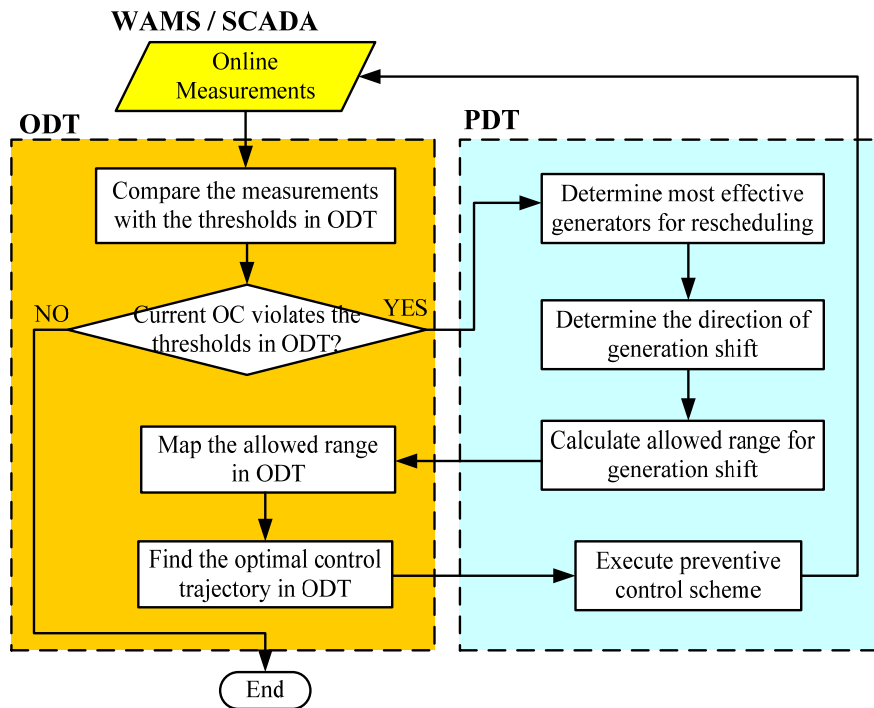 WAMS / SCADA
Online
Measurements
ODT
PDT
Compare the measurements
with the thresholds in ODT
Determine most effective
generators for rescheduling
NO
YES
Current OC violates the
thresholds in ODT?
Determine the direction of
generation shift
Map the allowed range
in ODT
Calculate allowed range for
generation shift
Find the optimal control
trajectory in ODT
Execute preventive
control scheme
End